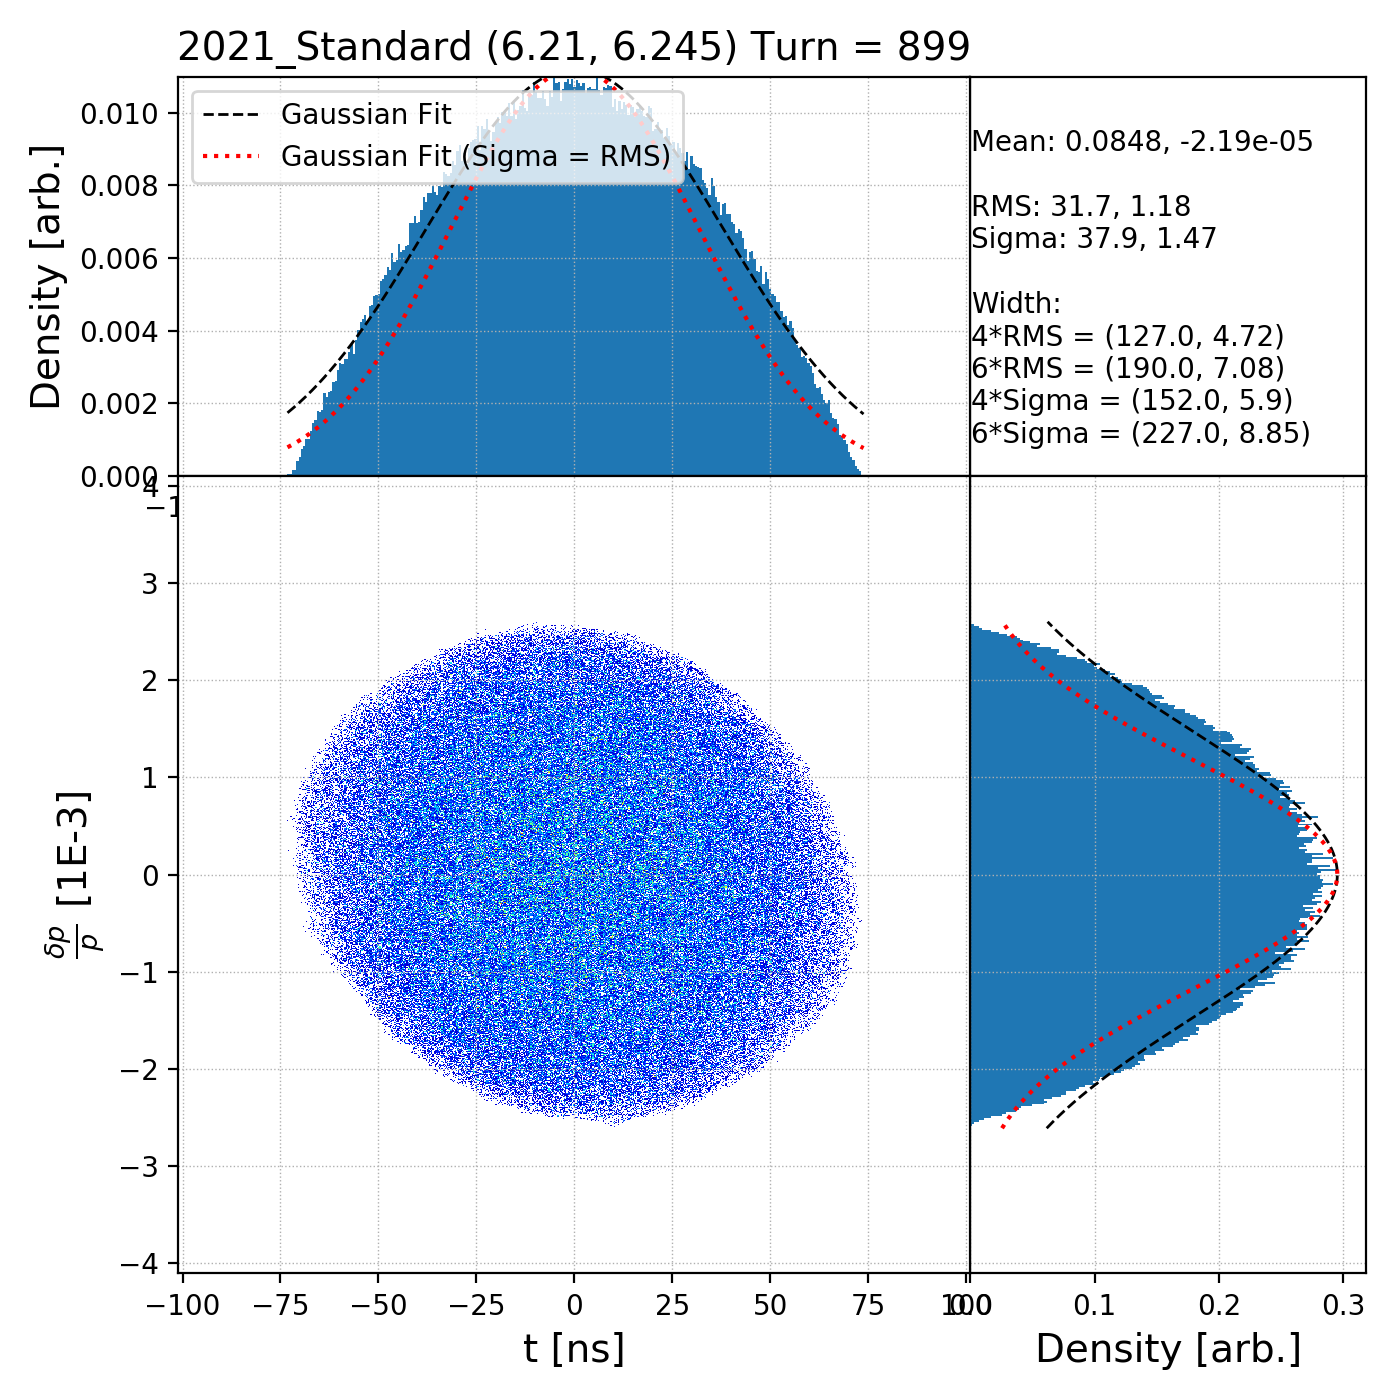 2021_Standard (6.21, 6.245) Turn = 899
Density [arb.]
0.010
0.008
0.006
0.004
0.002
0.000
Gaussian Fit
Gaussian Fit (Sigma = RMS)
Mean: 0.0848, -2.19e-05
RMS: 31.7, 1.18
Sigma: 37.9, 1.47
Width:
4*RMS = (127.0, 4.72)
6*RMS = (190.0, 7.08)
4*Sigma = (152.0, 5.9)
6*Sigma = (227.0, 8.85)
δp/p [1E-3]
4
3
2
1
0
−1
−2
−3
−4
−100 −75 −50 −25 0 25 50 75 100
t [ns]
0.0 0.1 0.2 0.3
Density [arb.]